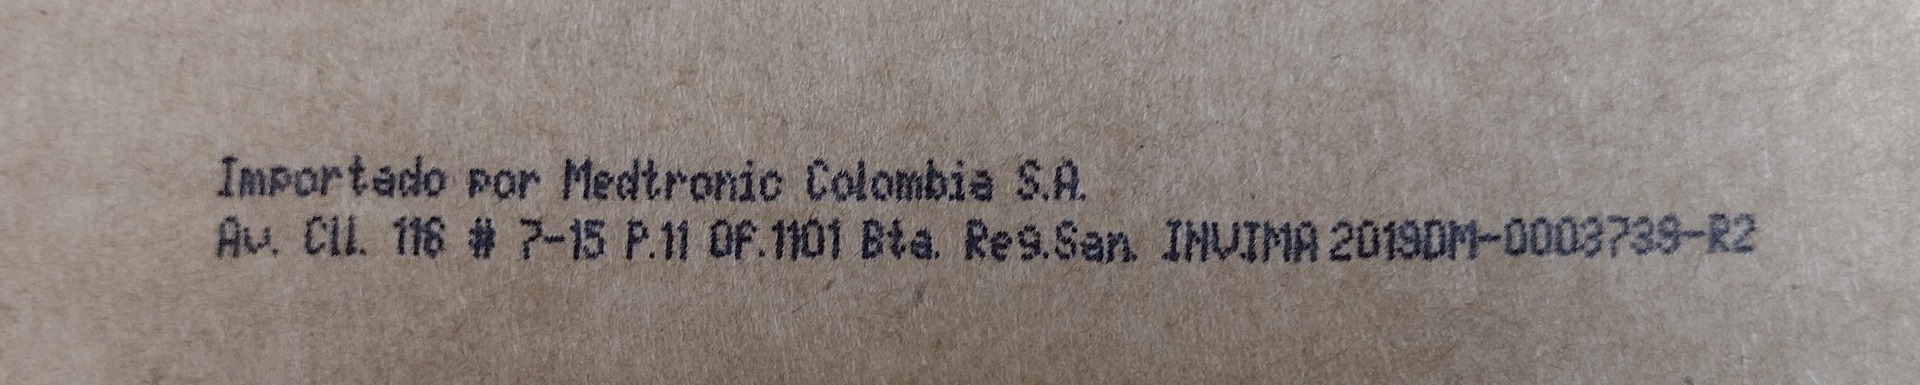 Importado por Medtronic Colombia S.A.
Av. Cll. 116 # 7-15 P.11 OF.1101 Bta. Reg.San. INVIMA 2019DM-0003739-R2